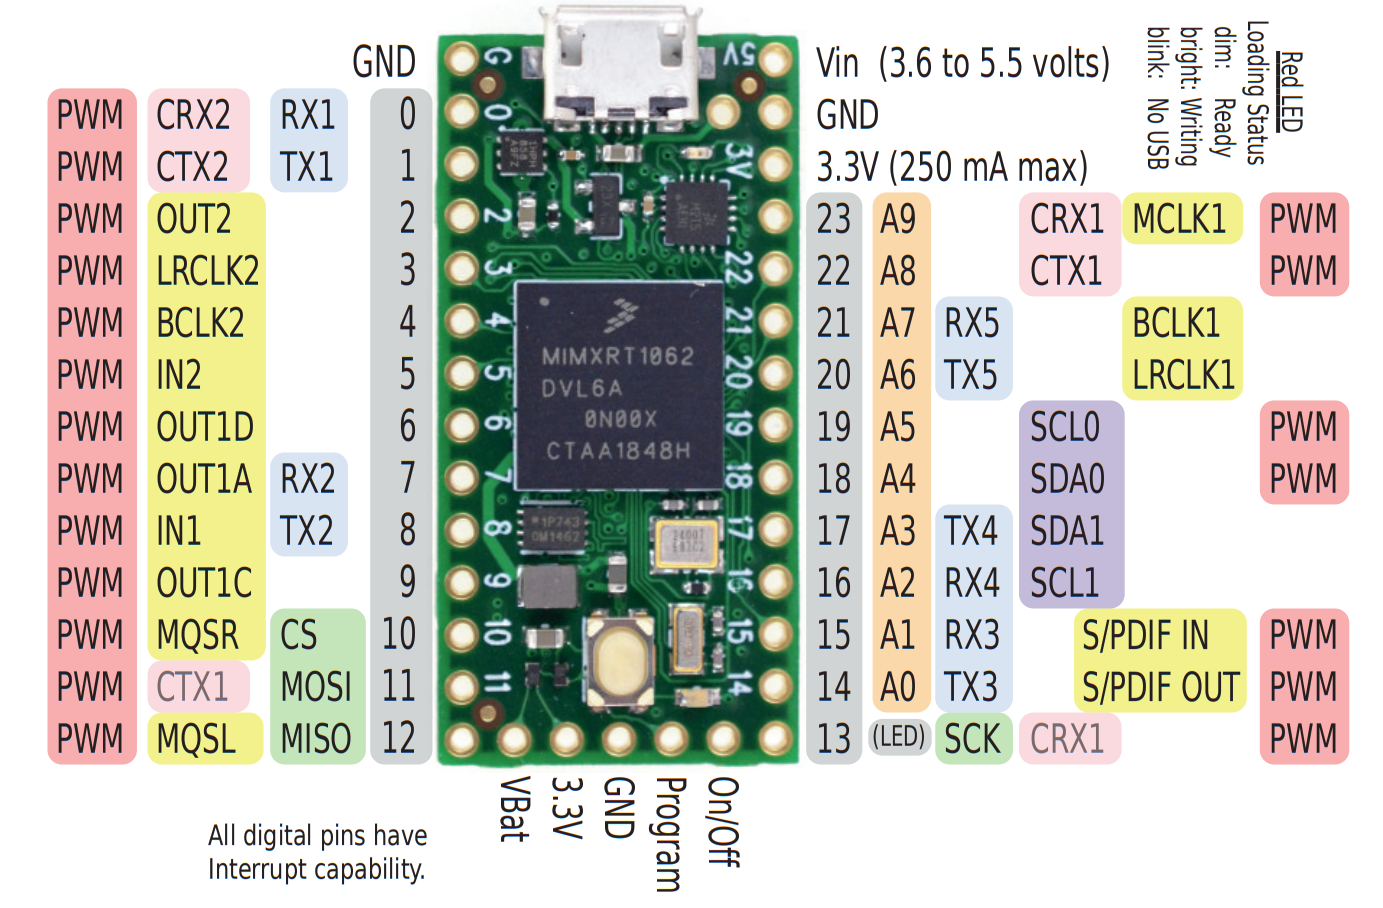 GND
Vin (3.6 to 5.5 volts)
PWM CRX2 RX1 0
GND
PWM CTX2 TX1 1
3.3V (250 mA max)
Red LED
Loading Status
dim: Ready
bright: Writing
blink: No USB
PWM OUT2 2
23 A9 CRX1 MCLK1 PWM
PWM LRCLK2 3
22 A8 CTX1 PWM
PWM BCLK2 4
21 A7 RX5 BCLK1
PWM IN2 5
20 A6 TX5 LRCLK1
PWM OUT1D 6
19 A5 SCL0 PWM
PWM OUT1A RX2 7
18 A4 SDA0 PWM
PWM IN1 TX2 8
17 A3 TX4 SDA1
PWM OUT1C 9
16 A2 RX4 SCL1
PWM MQSR CS 10
15 A1 RX3 S/PDIF IN PWM
PWM CTX1 MOSI 11
14 A0 TX3 S/PDIF OUT PWM
PWM MQSL MISO 12
13 (LED) SCK CRX1 PWM
G
0
2
3
4
5
6
7
8
9
10
11
5V
3V
22
21
20
19
18
17
16
15
14
MIMXRT1062
DVL6A
0N00X
CTAA1848H
VBat
3.3V
GND
Program
On/Off
All digital pins have
Interrupt capability.